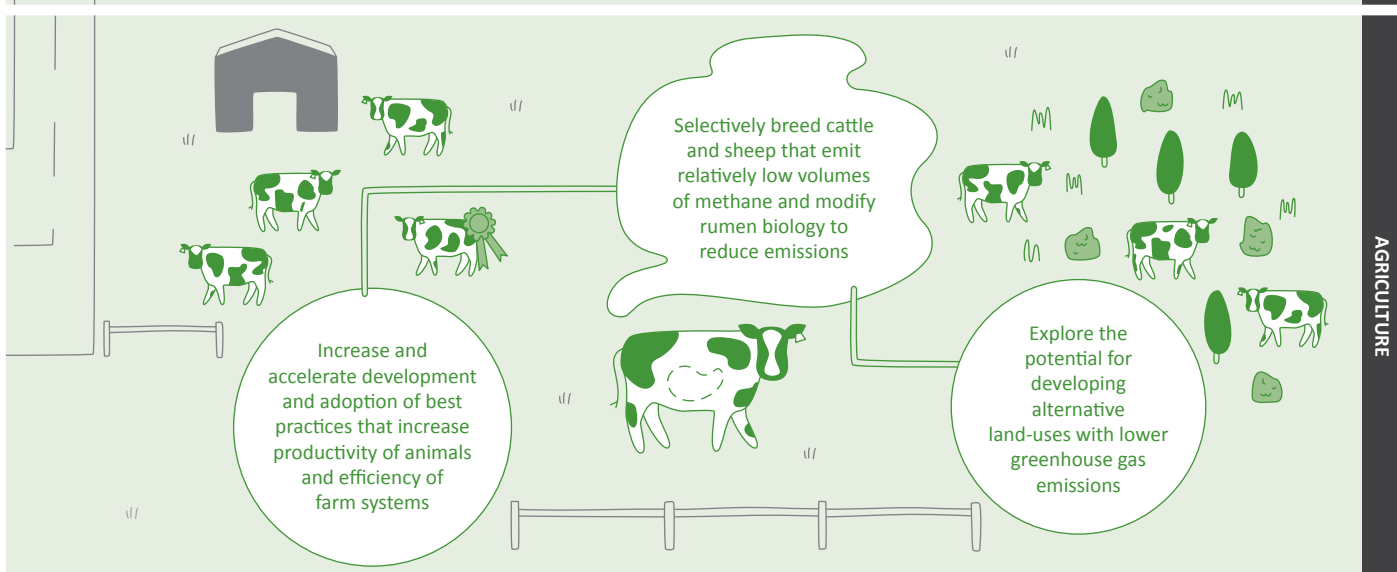 Selectively breed cattle
and sheep that emit
relatively low volumes
of methane and modify
rumen biology to
reduce emissions
Increase and
accelerate development
and adoption of best
practices that increase
productivity of animals
and efficiency of
farm systems
Explore the
potential for
developing
alternative
land-uses with lower
greenhouse gas
emissions
AGRICULTURE